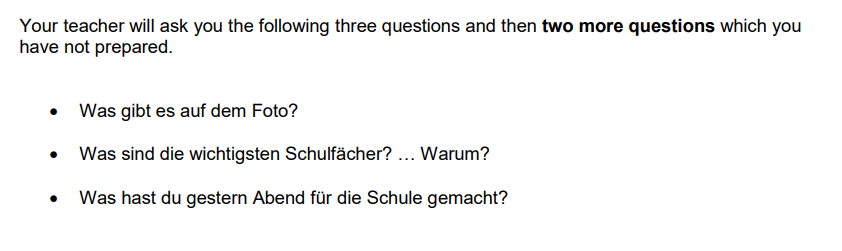 Your teacher will ask you the following three questions and then two more questions which you
have not prepared.
• Was gibt es auf dem Foto?
• Was sind die wichtigsten Schulfächer? … Warum?
• Was hast du gestern Abend für die Schule gemacht?